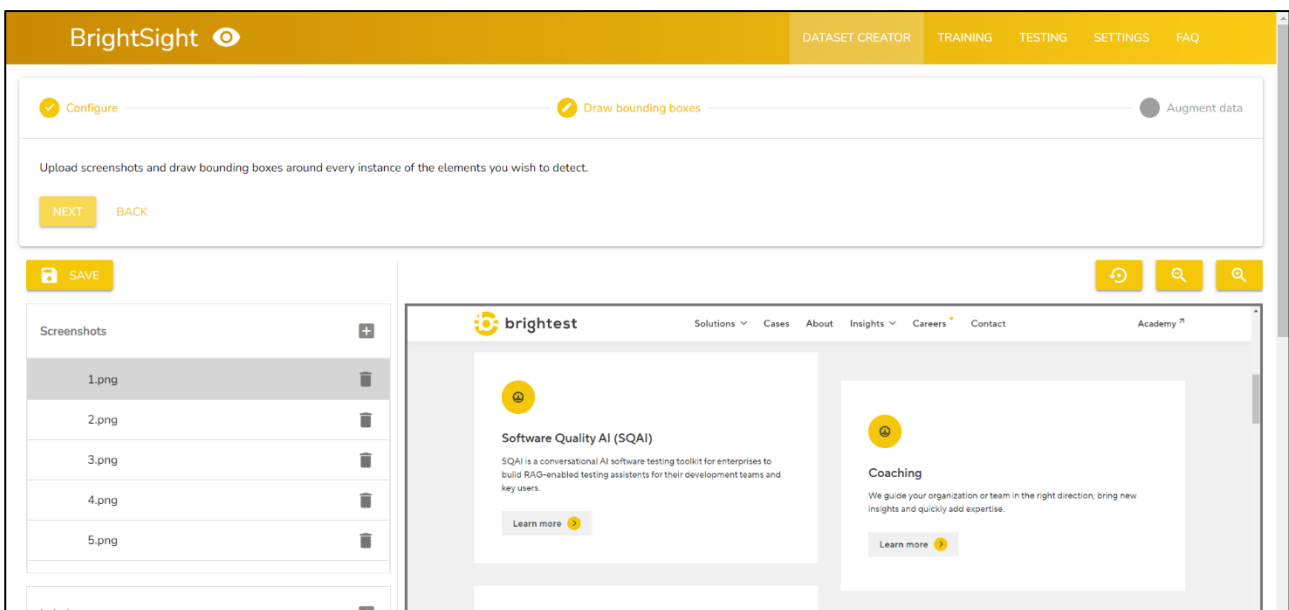 BrightSight
DATASET CREATOR TRAINING TESTING SETTINGS FAQ
Configure
Draw bounding boxes
Augment data
Upload screenshots and draw bounding boxes around every instance of the elements you wish to detect.
NEXT BACK
SAVE
Screenshots
1.png
2.png
3.png
4.png
5.png
brightest
Solutions Cases About Insights Careers Contact Academy
Software Quality AI (SQAI)
SQAI is a conversational AI software testing toolkit for enterprises to
build RAG-enabled testing assistents for their development teams and
key users.
Learn more
Coaching
We guide your organization or team in the right direction, bring new
insights and quickly add expertise.
Learn more